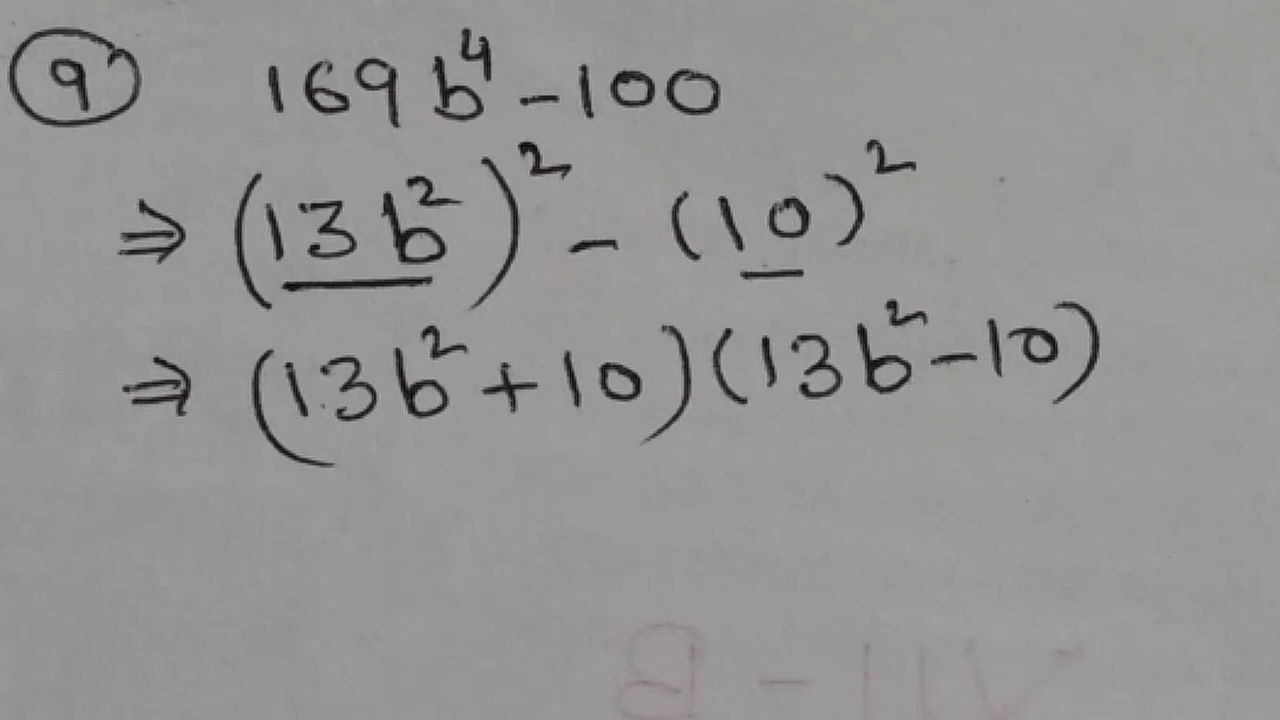 9 169b⁴-100
⇒ (13b²)² - (10)²
⇒ (13b²+10)(13b²-10)